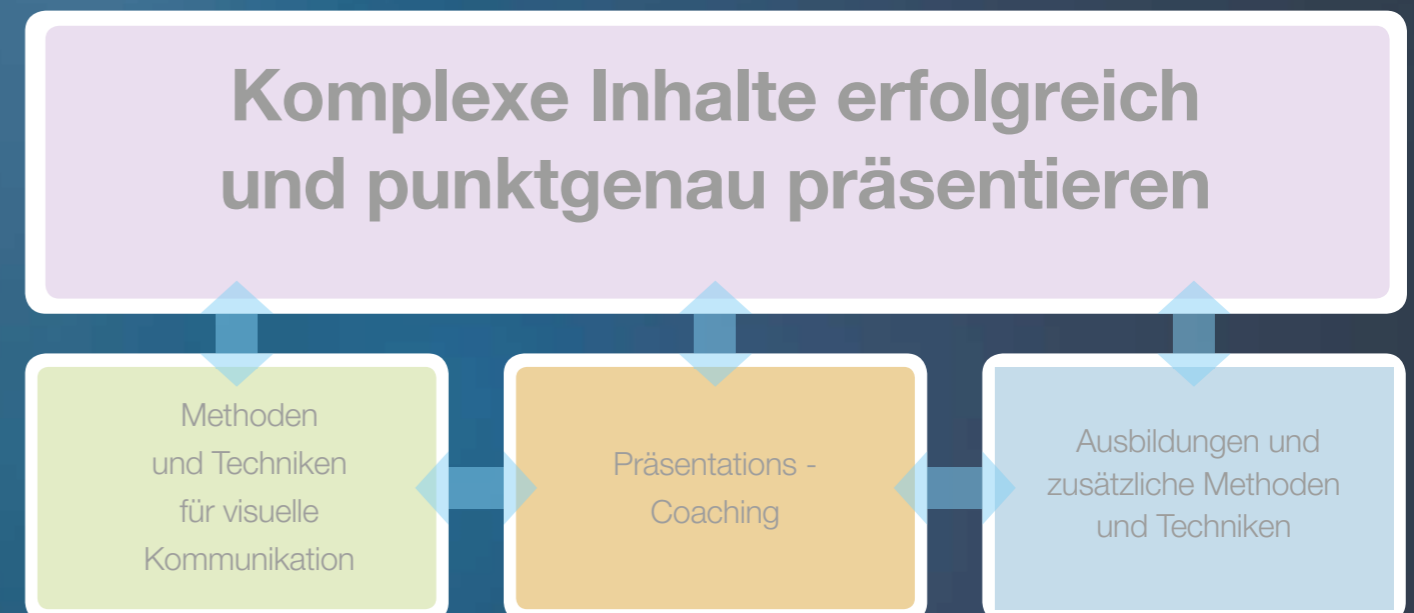 Komplexe Inhalte erfolgreich
und punktgenau präsentieren
Methoden
und Techniken
für visuelle
Kommunikation
Präsentations -
Coaching
Ausbildungen und
zusätzliche Methoden
und Techniken